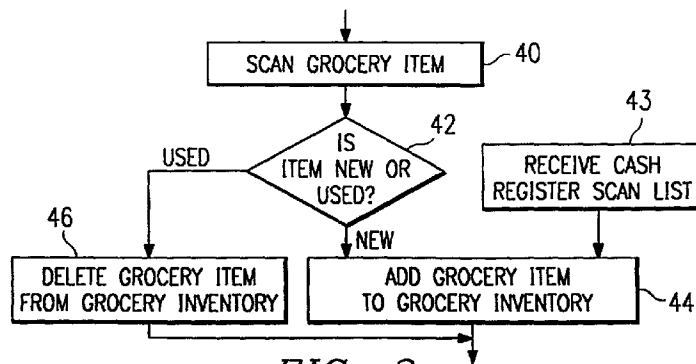 SCAN GROCERY ITEM
40
IS
ITEM NEW OR
USED?
42
USED
NEW
43
RECEIVE CASH
REGISTER SCAN LIST
46
DELETE GROCERY ITEM
FROM GROCERY INVENTORY
ADD GROCERY ITEM
TO GROCERY INVENTORY
44